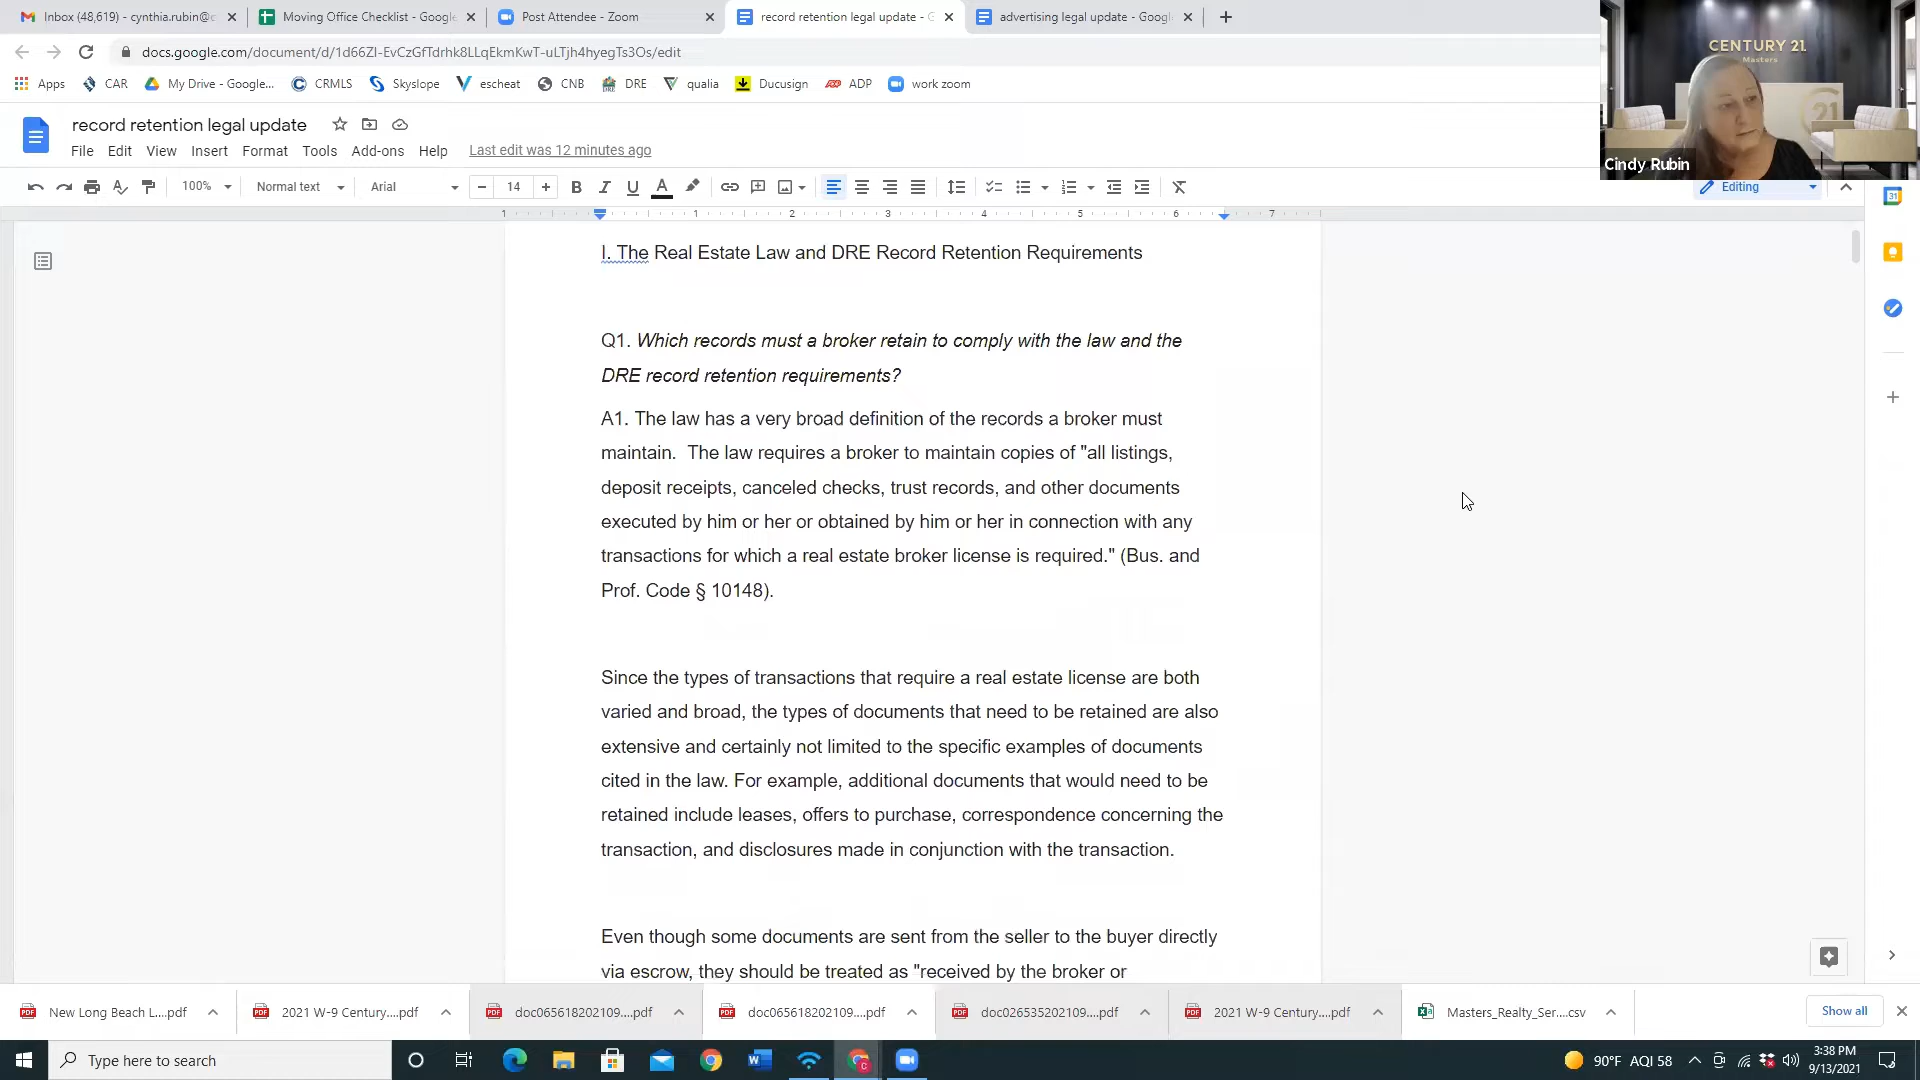 Inbox (48,619) - cynthia.rubin@c
Moving Office Checklist - Google
Post Attendee - Zoom
record retention legal update - G
advertising legal update - Googl
docs.google.com/document/d/1d66ZI-EvCzGfTdrhk8LLqEkmKwT-uLTjh4hyegTs3Os/edit
Apps
CAR
My Drive - Google...
CRMLS
Skyslope
escheat
CNB
DRE
qualia
Ducusign
ADP
work zoom
CENTURY 21.
Masters
21
Cindy Rubin
record retention legal update
File Edit View Insert Format Tools Add-ons Help Last edit was 12 minutes ago
100% Normal text Arial 14
Editing
1 1 2 3 4 5 6 7
I. The Real Estate Law and DRE Record Retention Requirements
Q1. Which records must a broker retain to comply with the law and the
DRE record retention requirements?
A1. The law has a very broad definition of the records a broker must
maintain.  The law requires a broker to maintain copies of "all listings,
deposit receipts, canceled checks, trust records, and other documents
executed by him or her or obtained by him or her in connection with any
transactions for which a real estate broker license is required." (Bus. and
Prof. Code § 10148).
Since the types of transactions that require a real estate license are both
varied and broad, the types of documents that need to be retained are also
extensive and certainly not limited to the specific examples of documents
cited in the law. For example, additional documents that would need to be
retained include leases, offers to purchase, correspondence concerning the
transaction, and disclosures made in conjunction with the transaction.
Even though some documents are sent from the seller to the buyer directly
via escrow, they should be treated as "received by the broker or
New Long Beach L....pdf
2021 W-9 Century....pdf
doc065618202109....pdf
doc065618202109....pdf
doc026535202109....pdf
2021 W-9 Century....pdf
Masters_Realty_Ser....csv
Show all
Type here to search
90°F AQI 58
3:38 PM
9/13/2021